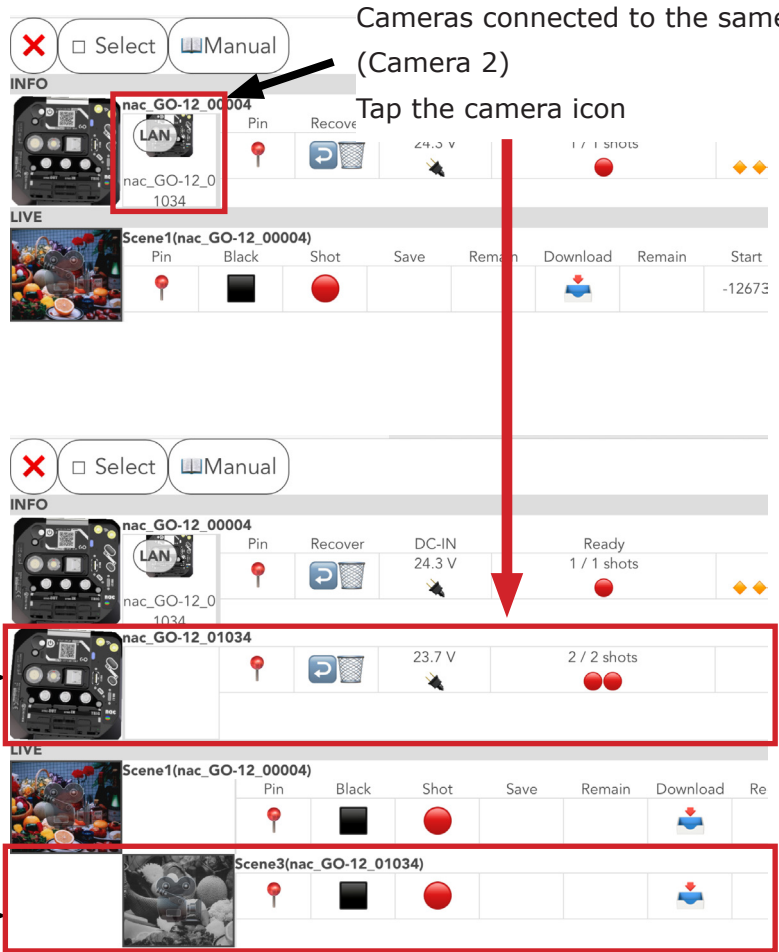 Cameras connected to the same
(Camera 2)
Tap the camera icon
Select
Manual
INFO
nac_GO-12_00004
LAN
nac_GO-12_0
1034
Pin
24.3 V
1 / 1 shots
LIVE
Scene1(nac_GO-12_00004)
Pin Black Shot Save Remain Download Remain Start
-12673
Select
Manual
INFO
nac_GO-12_00004
LAN
nac_GO-12_0
1034
Pin Recover DC-IN Ready
24.3 V 1 / 1 shots
nac_GO-12_01034
23.7 V 2 / 2 shots
LIVE
Scene1(nac_GO-12_00004)
Pin Black Shot Save Remain Download Re
Scene3(nac_GO-12_01034)